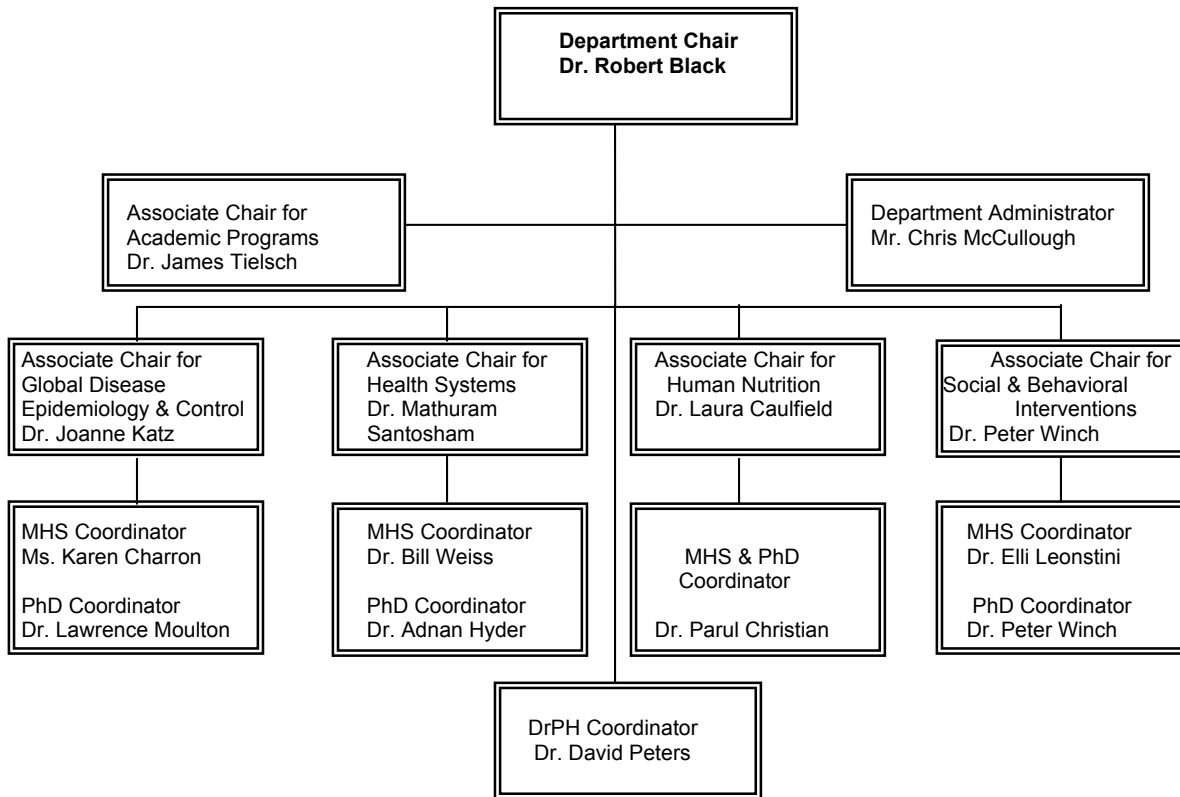 Department Chair
Dr. Robert Black
Associate Chair for
Academic Programs
Dr. James Tielsch
Department Administrator
Mr. Chris McCullough
Associate Chair for
Global Disease
Epidemiology & Control
Dr. Joanne Katz
Associate Chair for
Health Systems
Dr. Mathuram
Santosham
Associate Chair for
Human Nutrition
Dr. Laura Caulfield
Associate Chair for
Social & Behavioral
Interventions
Dr. Peter Winch
MHS Coordinator
Ms. Karen Charron
PhD Coordinator
Dr. Lawrence Moulton
MHS Coordinator
Dr. Bill Weiss
PhD Coordinator
Dr. Adnan Hyder
MHS & PhD
Coordinator
Dr. Parul Christian
MHS Coordinator
Dr. Elli Leonstini
PhD Coordinator
Dr. Peter Winch
DrPH Coordinator
Dr. David Peters